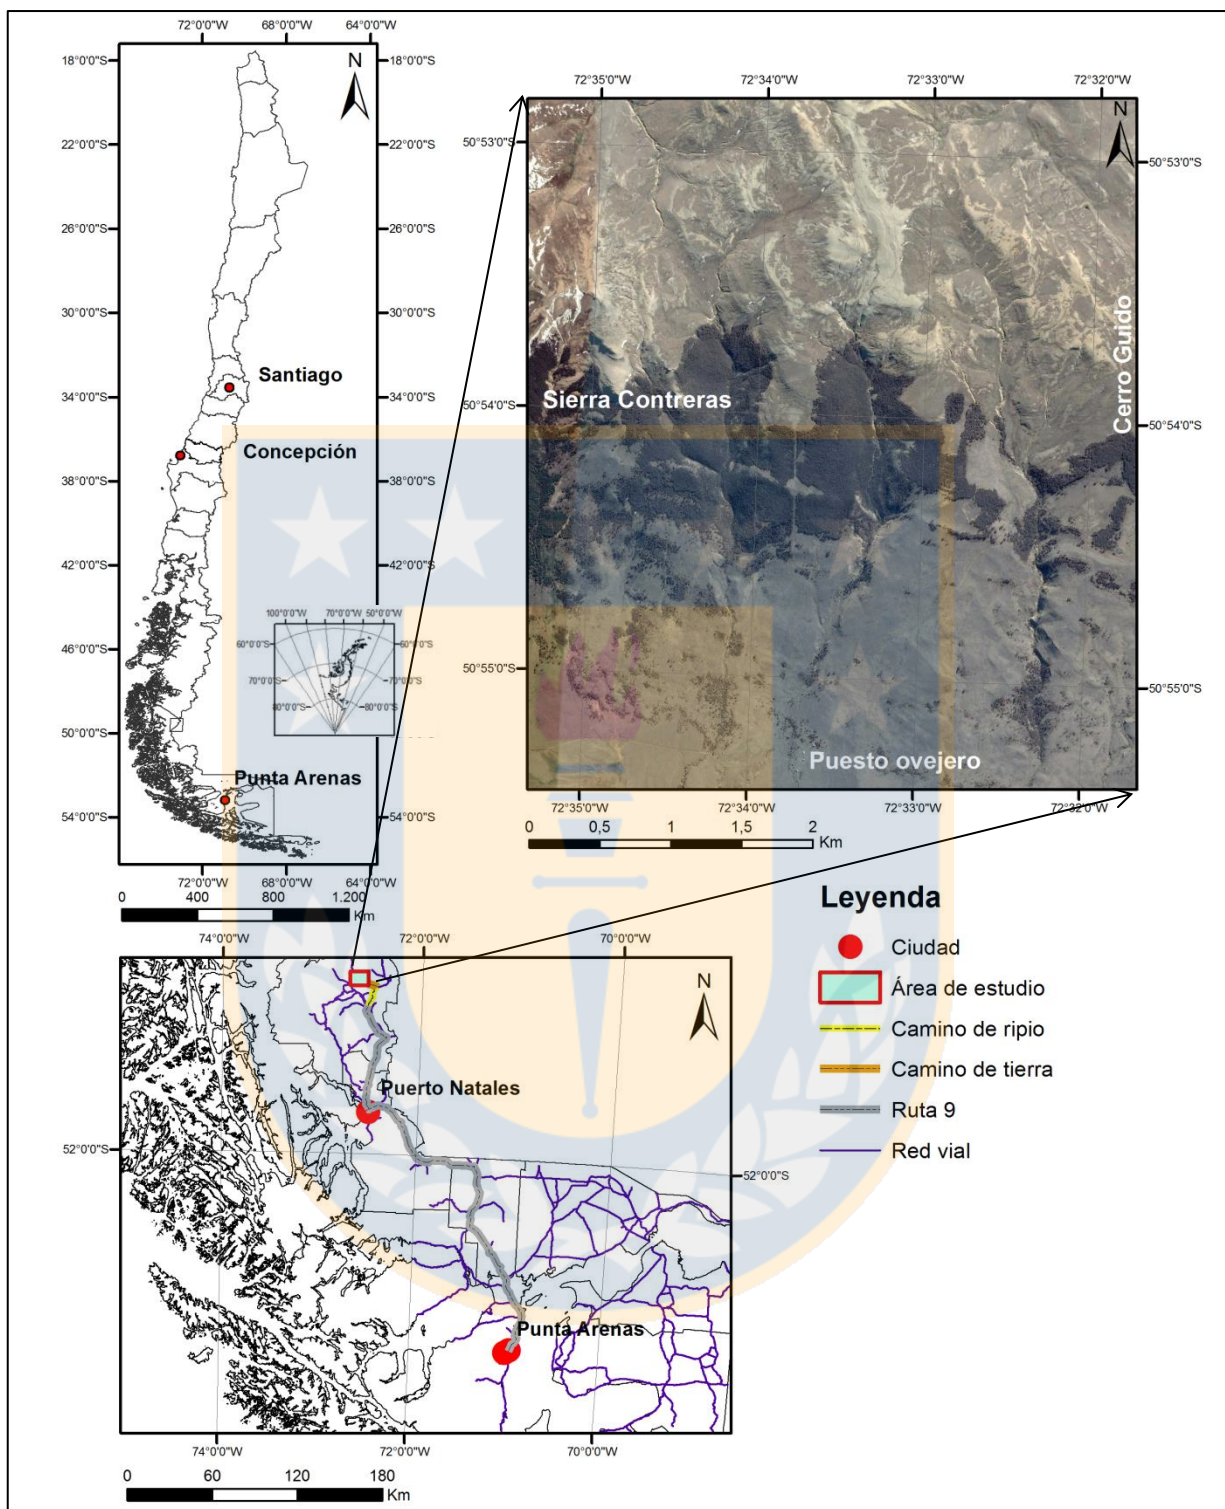 72°0'0"W 68°0'0"W 64°0'0"W
18°0'0"S
18°0'0"S
N
22°0'0"S
22°0'0"S
26°0'0"S
26°0'0"S
30°0'0"S
30°0'0"S
Santiago
34°0'0"S
34°0'0"S
Concepción
38°0'0"S
38°0'0"S
42°0'0"S
42°0'0"S
100°0'0"W 70°0'0"W 50°0'0"W
60°0'0"S
60°0'0"S
70°0'0"S
70°0'0"S
80°0'0"S
80°0'0"S
46°0'0"S
46°0'0"S
50°0'0"S
50°0'0"S
Punta Arenas
54°0'0"S
54°0'0"S
72°0'0"W 68°0'0"W 64°0'0"W
0 400 800 1.200
Km
72°35'0"W 72°34'0"W 72°33'0"W 72°32'0"W
N
50°53'0"S
50°53'0"S
Cerro Guido
Sierra Contreras
50°54'0"S
50°54'0"S
50°55'0"S
50°55'0"S
Puesto ovejero
72°35'0"W 72°34'0"W 72°33'0"W 72°32'0"W
0 0,5 1 1,5 2
Km
74°0'0"W 72°0'0"W 70°0'0"W
N
Puerto Natales
52°0'0"S
52°0'0"S
Punta Arenas
74°0'0"W 72°0'0"W 70°0'0"W
0 60 120 180
Km
Leyenda
Ciudad
Área de estudio
Camino de ripio
Camino de tierra
Ruta 9
Red vial